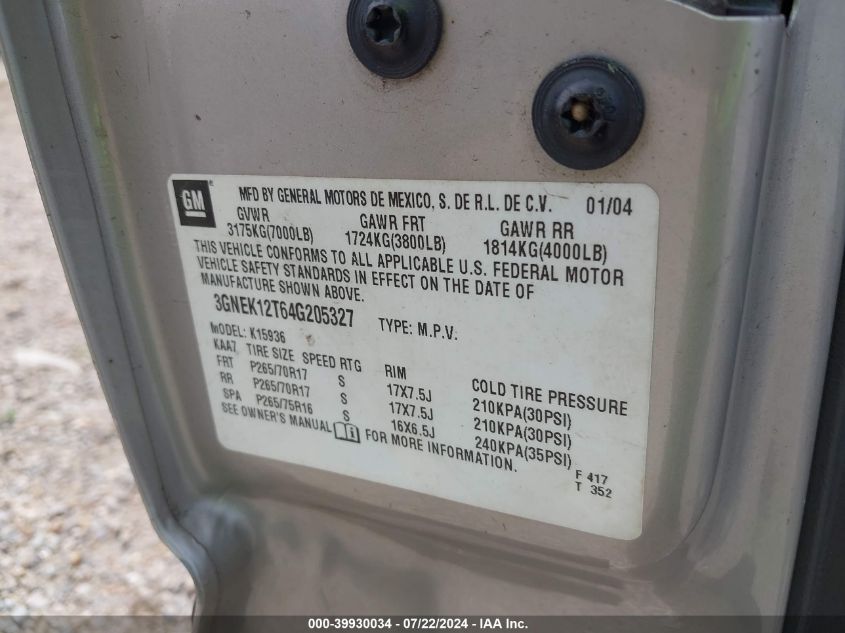 GM ® MFD BY GENERAL MOTORS DE MEXICO, S. DE R.L. DE C.V. 01/04
GVWR GAWR FRT GAWR RR
3175KG(7000LB) 1724KG(3800LB) 1814KG(4000LB)
THIS VEHICLE CONFORMS TO ALL APPLICABLE U.S. FEDERAL MOTOR
VEHICLE SAFETY STANDARDS IN EFFECT ON THE DATE OF
MANUFACTURE SHOWN ABOVE.
3GNEK12T64G205327 TYPE: M.P.V.
MODEL: K15936
KAA7 TIRE SIZE SPEED RTG RIM COLD TIRE PRESSURE
FRT P265/70R17 S 17X7.5J 210KPA(30PSI)
RR P265/70R17 S 17X7.5J 210KPA(30PSI)
SPA P265/75R16 S 16X6.5J 240KPA(35PSI)
SEE OWNER'S MANUAL i FOR MORE INFORMATION.
F 417
T 352
000-39930034 - 07/22/2024 - IAA Inc.